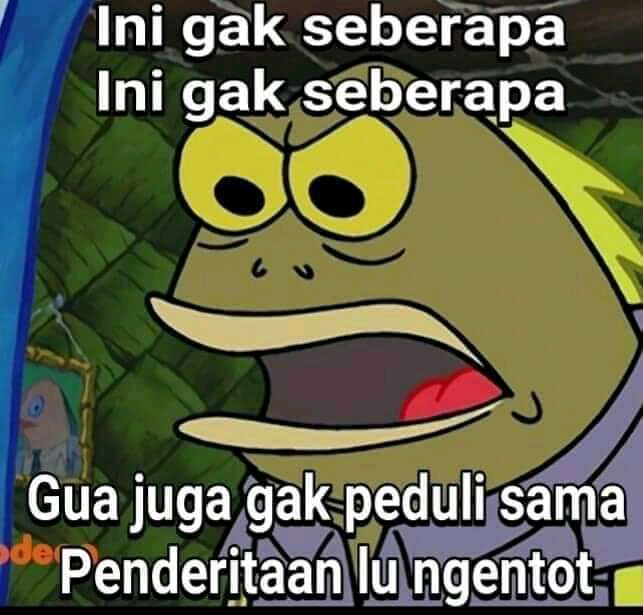 Ini gak seberapa
Ini gak seberapa
Gua juga gak peduli sama
Penderitaan lu ngentot